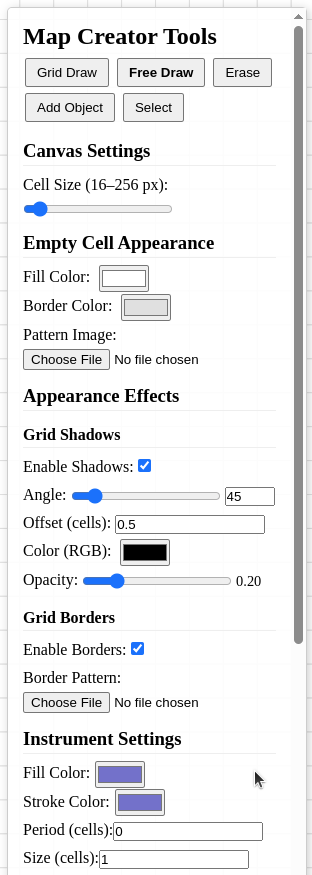 Map Creator Tools
Grid Draw Free Draw Erase
Add Object Select
Canvas Settings
Cell Size (16–256 px):
Empty Cell Appearance
Fill Color:
Border Color:
Pattern Image:
Choose File No file chosen
Appearance Effects
Grid Shadows
Enable Shadows:
Angle: 45
Offset (cells): 0.5
Color (RGB):
Opacity: 0.20
Grid Borders
Enable Borders:
Border Pattern:
Choose File No file chosen
Instrument Settings
Fill Color:
Stroke Color:
Period (cells): 0
Size (cells): 1